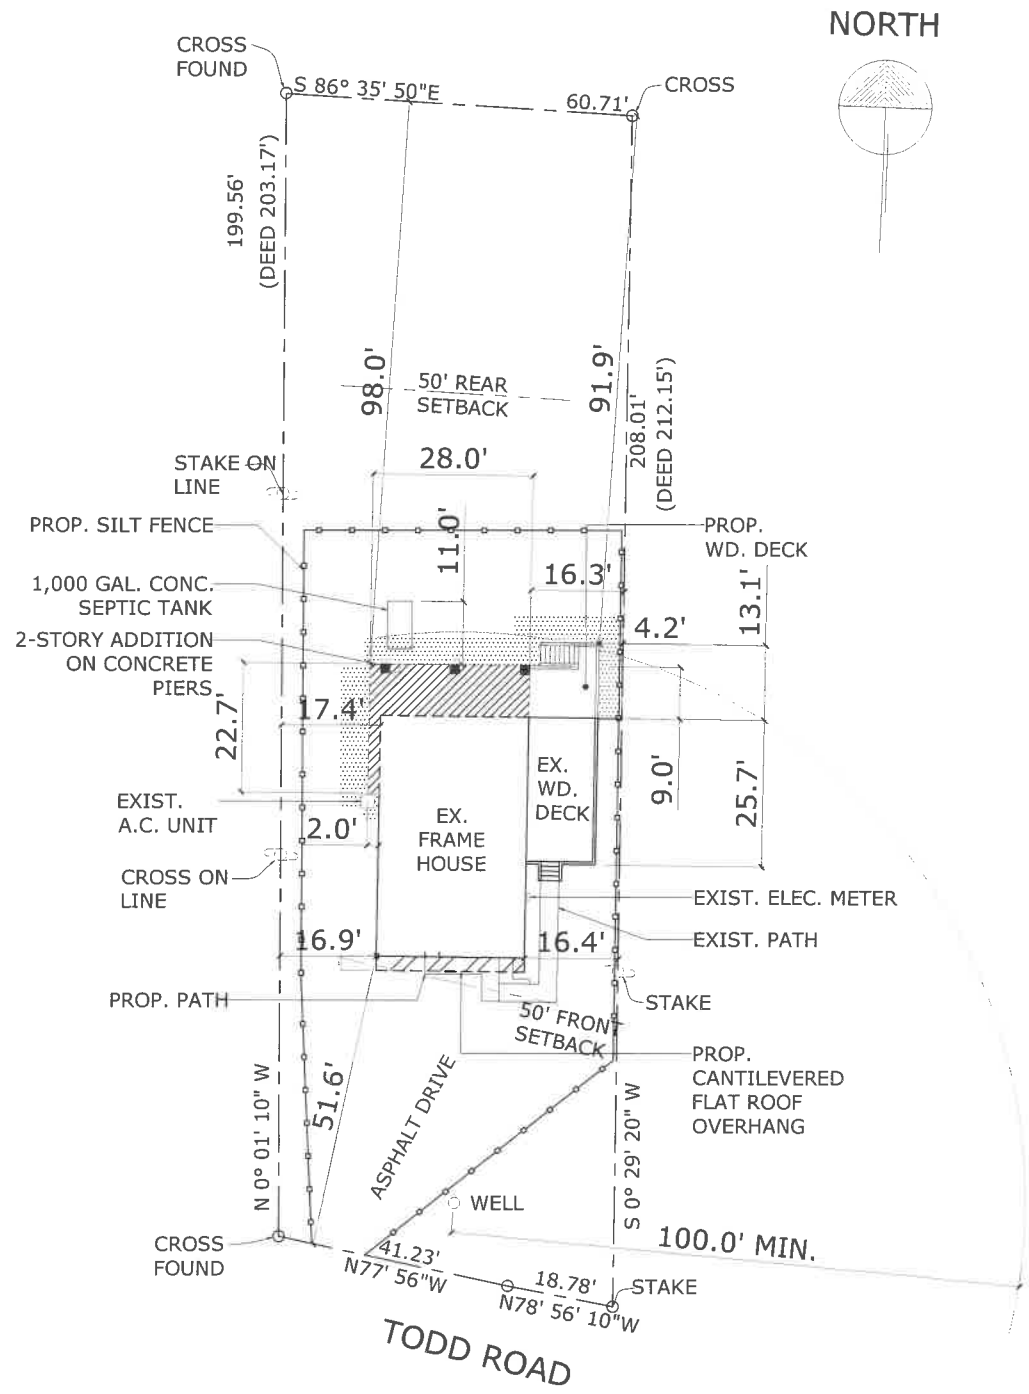 NORTH
CROSS
FOUND
S 86° 35' 50"E
60.71'
CROSS
199.56'
(DEED 203.17')
98.0'
50' REAR
SETBACK
91.9'
208.01'
(DEED 212.15')
28.0'
STAKE ON
LINE
PROP. SILT FENCE
11.0'
PROP.
WD. DECK
1,000 GAL. CONC.
SEPTIC TANK
16.3'
13.1'
4.2'
2-STORY ADDITION
ON CONCRETE
PIERS
22.7'
17.4'
9.0'
25.7'
EX.
WD.
DECK
EXIST.
A.C. UNIT
2.0'
EX.
FRAME
HOUSE
CROSS ON
LINE
EXIST. ELEC. METER
EXIST. PATH
16.9'
16.4'
PROP. PATH
STAKE
50' FRON
SETBACK
PROP.
CANTILEVERED
FLAT ROOF
OVERHANG
51.6'
ASPHALT DRIVE
N 0° 01' 10" W
S 0° 29' 20" W
WELL
100.0' MIN.
CROSS
FOUND
41.23'
N77' 56"W
18.78'
N78' 56' 10"W
STAKE
TODD ROAD